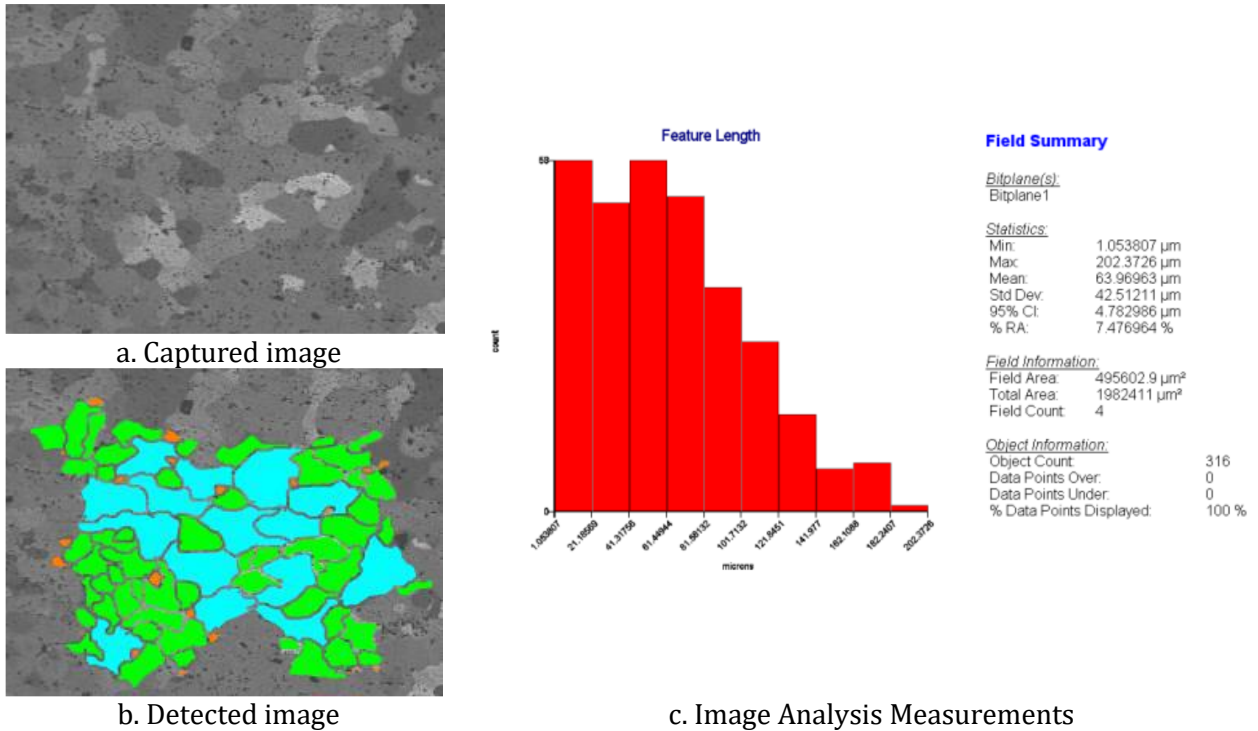 a. Captured image
b. Detected image
Feature Length
count
0
1.053807
21.18569
41.31756
61.44944
81.58132
101.7132
121.8451
141.977
162.1088
182.2407
202.3726
microns
Field Summary
Bitplane(s):
Bitplane1
Statistics:
Min: 1.053807 µm
Max: 202.3726 µm
Mean: 63.96963 µm
Std Dev: 42.51211 µm
95% CI: 4.782986 µm
% RA: 7.476964 %
Field Information:
Field Area: 495602.9 µm²
Total Area: 1982411 µm²
Field Count: 4
Object Information:
Object Count: 316
Data Points Over: 0
Data Points Under: 0
% Data Points Displayed: 100 %
c. Image Analysis Measurements